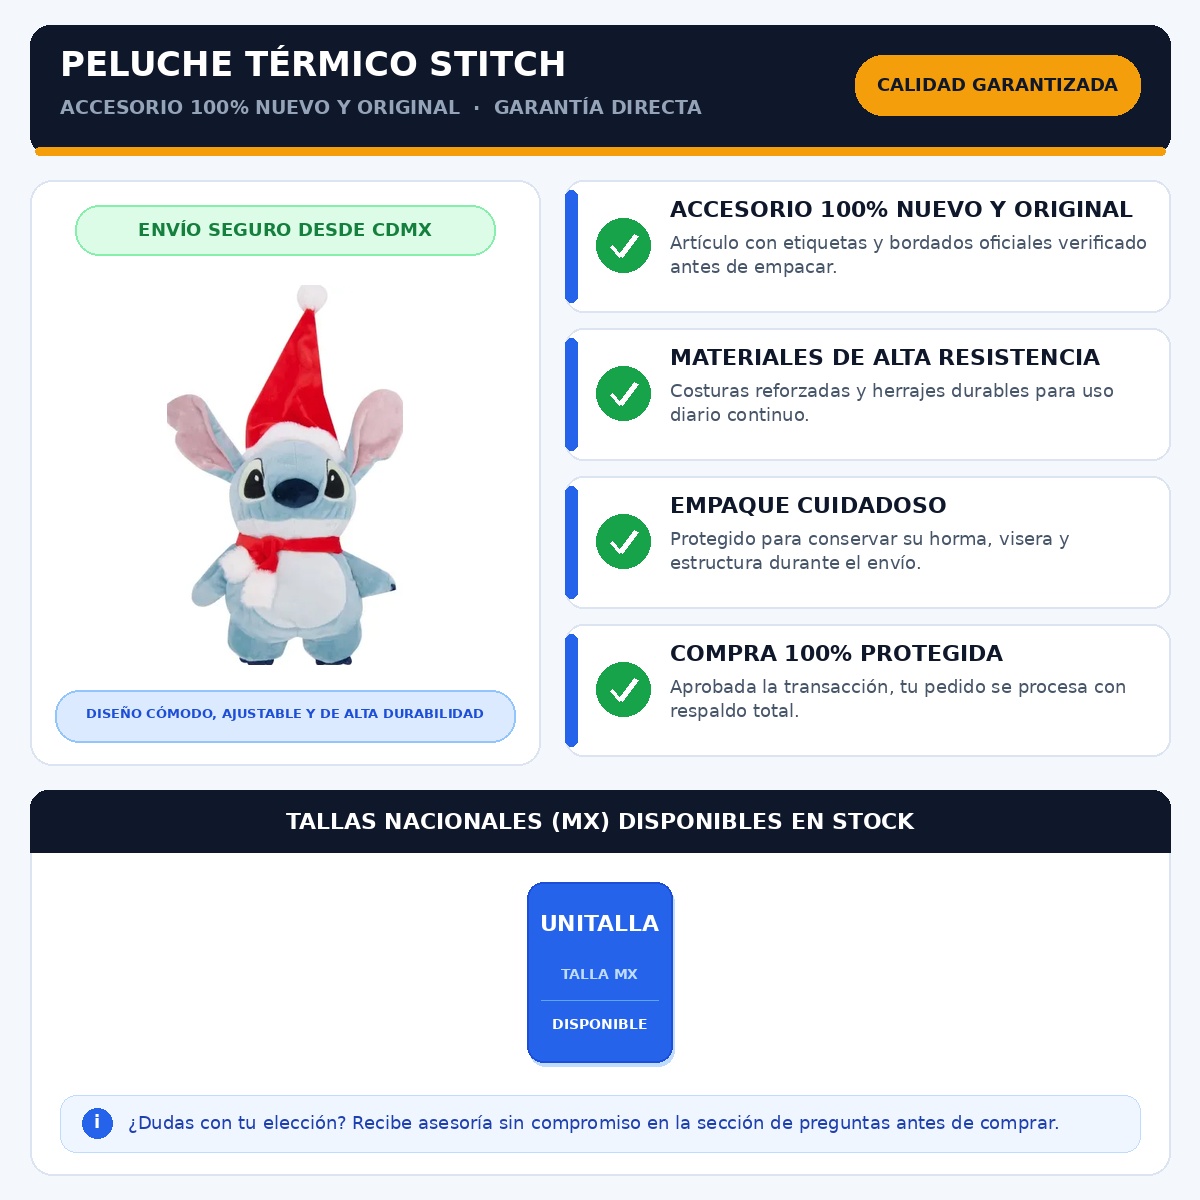 PELUCHE TÉRMICO STITCH
ACCESORIO 100% NUEVO Y ORIGINAL · GARANTÍA DIRECTA
CALIDAD GARANTIZADA
ENVÍO SEGURO DESDE CDMX
DISEÑO CÓMODO, AJUSTABLE Y DE ALTA DURABILIDAD
ACCESORIO 100% NUEVO Y ORIGINAL
Artículo con etiquetas y bordados oficiales verificado
antes de empacar.
MATERIALES DE ALTA RESISTENCIA
Costuras reforzadas y herrajes durables para uso
diario continuo.
EMPAQUE CUIDADOSO
Protegido para conservar su horma, visera y
estructura durante el envío.
COMPRA 100% PROTEGIDA
Aprobada la transacción, tu pedido se procesa con
respaldo total.
TALLAS NACIONALES (MX) DISPONIBLES EN STOCK
UNITALLA
TALLA MX
DISPONIBLE
i ¿Dudas con tu elección? Recibe asesoría sin compromiso en la sección de preguntas antes de comprar.